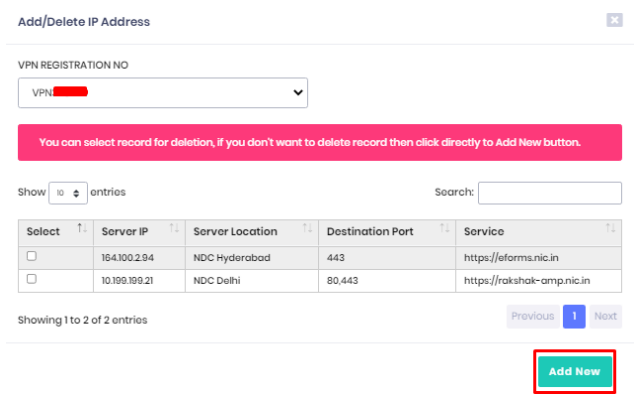 Add/Delete IP Address
VPN REGISTRATION NO
VPN
You can select record for deletion, if you don't want to delete record then click directly to Add New button.
Show 10 entries Search:
Select Server IP Server Location Destination Port Service
164.100.2.94 NDC Hyderabad 443 https://eforms.nic.in
10.199.199.21 NDC Delhi 80,443 https://rakshak-amp.nic.in
Showing 1 to 2 of 2 entries Previous 1 Next
Add New